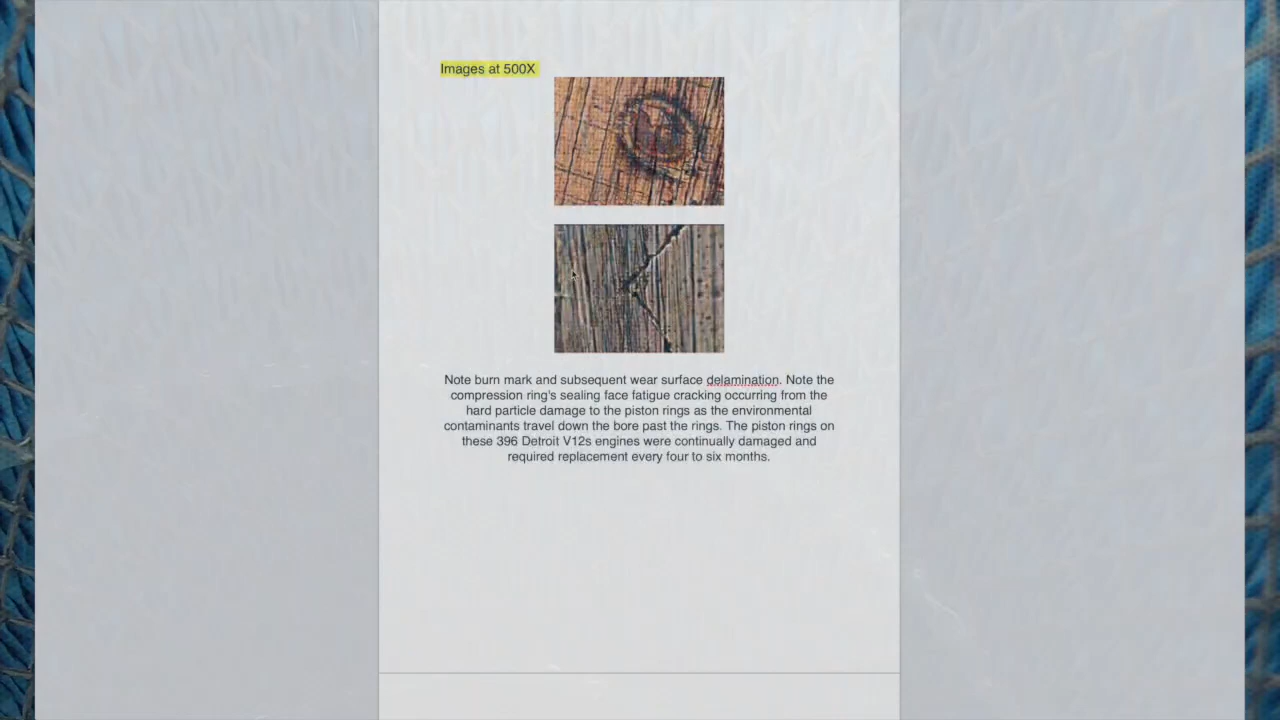 Images at 500X
Note burn mark and subsequent wear surface delamination. Note the
compression ring's sealing face fatigue cracking occurring from the
hard particle damage to the piston rings as the environmental
contaminants travel down the bore past the rings. The piston rings on
these 396 Detroit V12s engines were continually damaged and
required replacement every four to six months.